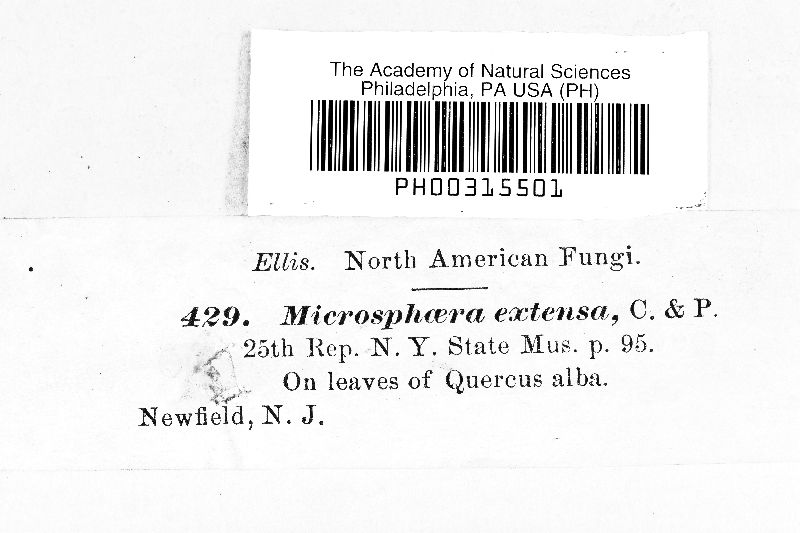 The Academy of Natural Sciences
Philadelphia, PA USA (PH)
PH00315501
Ellis. North American Fungi.
429. Microsphæra extensa, C. & P.
25th Rep. N. Y. State Mus. p. 95.
On leaves of Quercus alba.
Newfield, N. J.